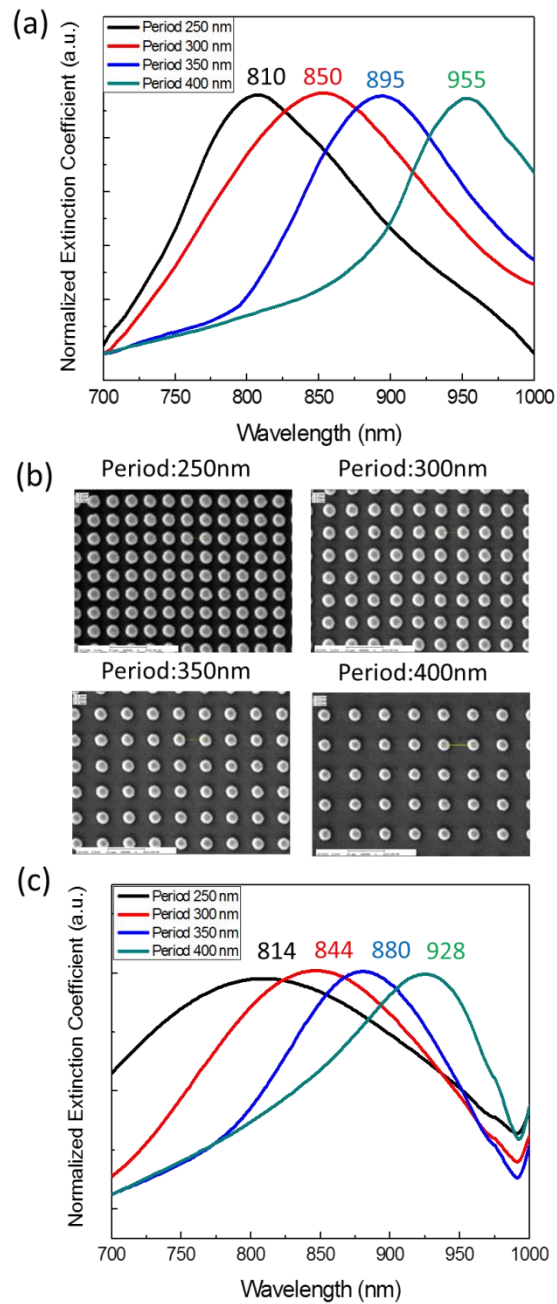 (a)
Period 250 nm
Period 300 nm
Period 350 nm
Period 400 nm
810 850 895 955
Normalized Extinction Coefficient (a.u.)
700 750 800 850 900 950 1000
Wavelength (nm)
(b)
Period:250nm Period:300nm
Period:350nm Period:400nm
(c)
Period 250 nm
Period 300 nm
Period 350 nm
Period 400 nm
814 844 880 928
Normalized Extinction Coefficient (a.u.)
700 750 800 850 900 950 1000
Wavelength (nm)